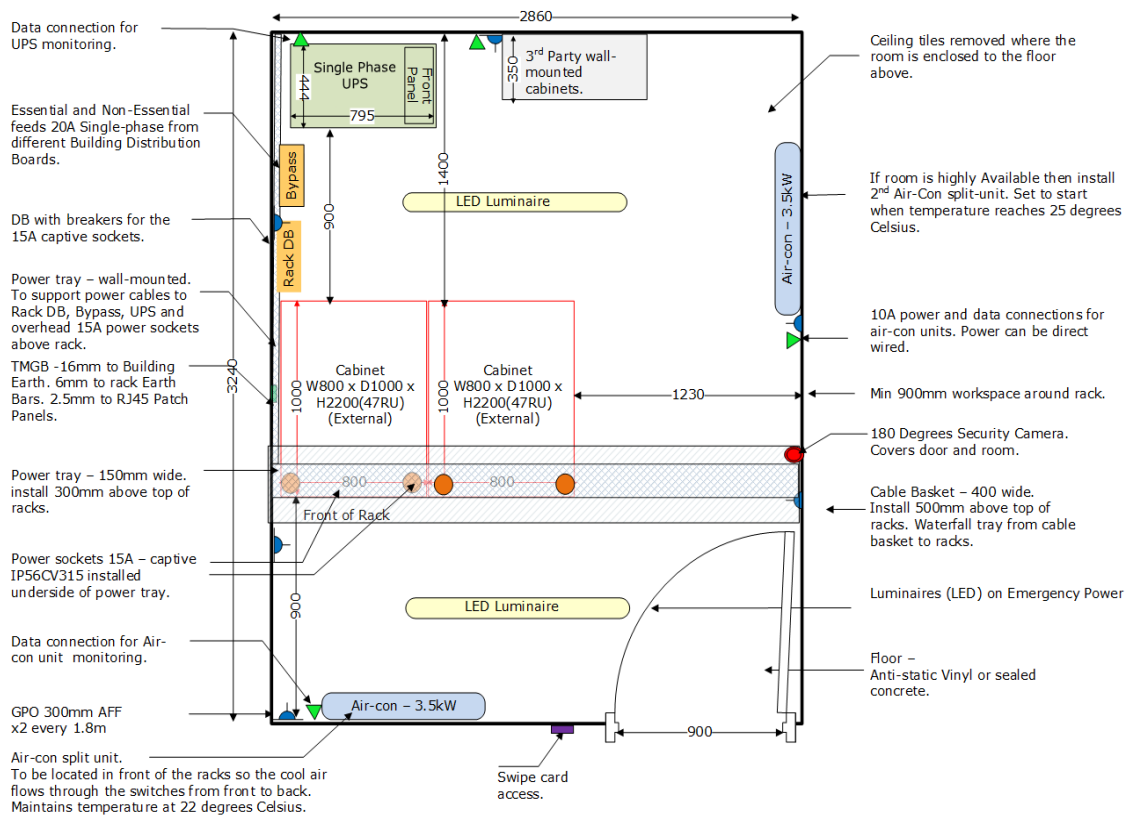 2860
Data connection for
UPS monitoring.
Essential and Non-Essential
feeds 20A Single-phase from
different Building Distribution
Boards.
DB with breakers for the
15A captive sockets.
Power tray – wall-mounted.
To support power cables to
Rack DB, Bypass, UPS and
overhead 15A power sockets
above rack.
TMGB -16mm to Building
Earth. 6mm to rack Earth
Bars. 2.5mm to RJ45 Patch
Panels.
Power tray – 150mm wide.
install 300mm above top of
racks.
Power sockets 15A – captive
IP56CV315 installed
underside of power tray.
Data connection for Air-
con unit  monitoring.
GPO 300mm AFF
x2 every 1.8m
Air-con split unit.
To be located in front of the racks so the cool air
flows through the switches from front to back.
Maintains temperature at 22 degrees Celsius.
3240
Single Phase
UPS
Front
Panel
444
795
350
3rd Party wall-
mounted
cabinets.
Bypass
Rack DB
900
1400
LED Luminaire
Air-con – 3.5kW
Cabinet
W800 x D1000 x
H2200(47RU)
(External)
1000
Cabinet
W800 x D1000 x
H2200(47RU)
(External)
1000
1230
800
800
Front of Rack
900
LED Luminaire
Air-con – 3.5kW
900
Swipe card
access.
Ceiling tiles removed where the
room is enclosed to the floor
above.
If room is highly Available then install
2nd Air-Con split-unit. Set to start
when temperature reaches 25 degrees
Celsius.
10A power and data connections for
air-con units. Power can be direct
wired.
Min 900mm workspace around rack.
180 Degrees Security Camera.
Covers door and room.
Cable Basket – 400 wide.
Install 500mm above top of
racks. Waterfall tray from cable
basket to racks.
Luminaires (LED) on Emergency Power
Floor –
Anti-static Vinyl or sealed
concrete.